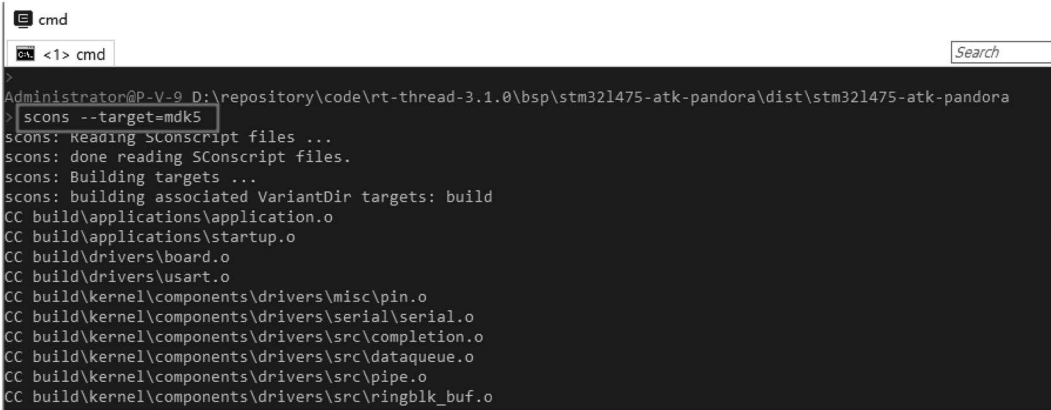 cmd
<1> cmd
Search
>
Administrator@P-V-9 D:\repository\code\rt-thread-3.1.0\bsp\stm32l475-atk-pandora\dist\stm32l475-atk-pandora
> scons --target=mdk5
scons: Reading SConscript files ...
scons: done reading SConscript files.
scons: Building targets ...
scons: building associated VariantDir targets: build
CC build\applications\application.o
CC build\applications\startup.o
CC build\drivers\board.o
CC build\drivers\usart.o
CC build\kernel\components\drivers\misc\pin.o
CC build\kernel\components\drivers\serial\serial.o
CC build\kernel\components\drivers\src\completion.o
CC build\kernel\components\drivers\src\dataqueue.o
CC build\kernel\components\drivers\src\pipe.o
CC build\kernel\components\drivers\src\ringblk_buf.o